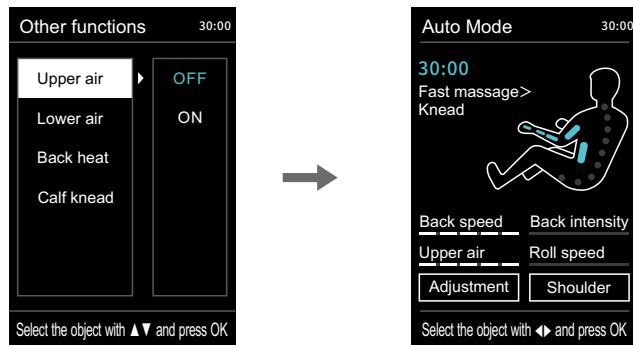 Other functions 30:00
Upper air OFF
Lower air ON
Back heat
Calf knead
Select the object with ▲▼ and press OK
Auto Mode 30:00
30:00
Fast massage>
Knead
Back speed Back intensity
Upper air Roll speed
Adjustment Shoulder
Select the object with ◀▶ and press OK